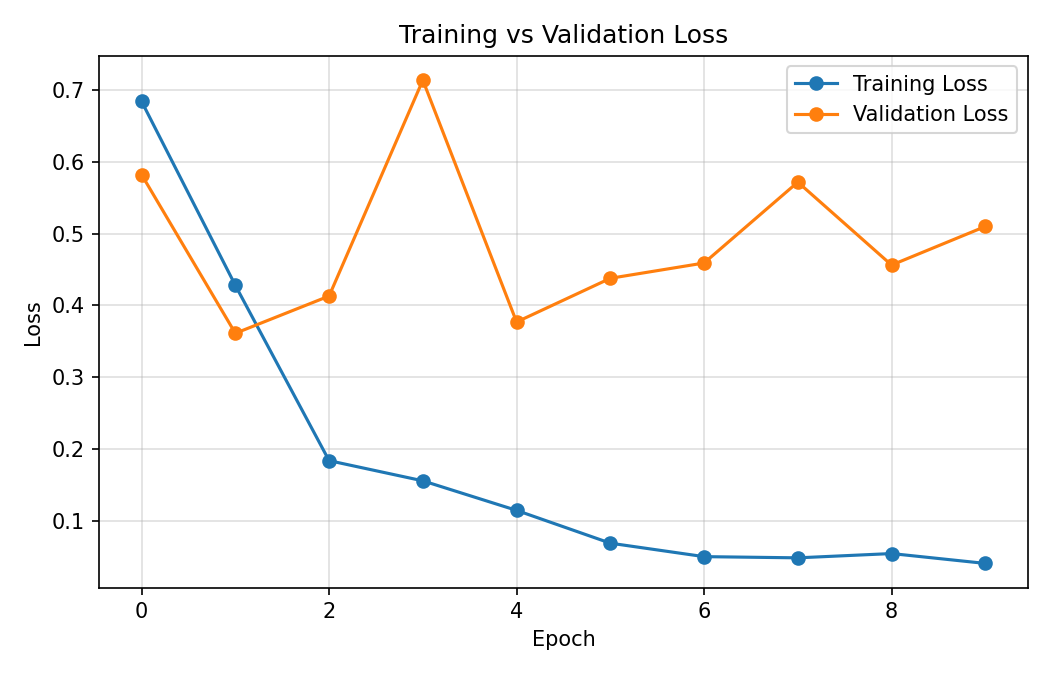 Training vs Validation Loss
Training Loss
Validation Loss
0.7
0.6
0.5
0.4
0.3
0.2
0.1
Loss
0 2 4 6 8
Epoch